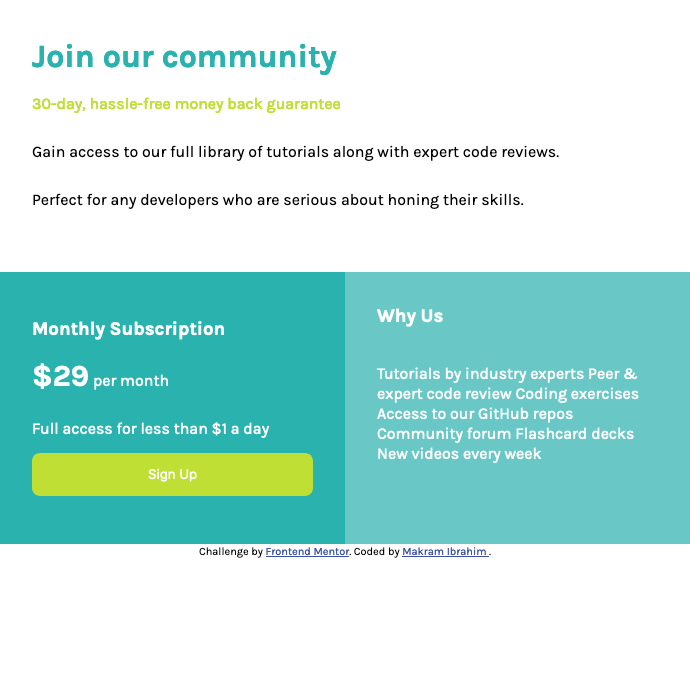 Join our community
30-day, hassle-free money back guarantee
Gain access to our full library of tutorials along with expert code reviews.
Perfect for any developers who are serious about honing their skills.
Monthly Subscription
$29 per month
Full access for less than $1 a day
Sign Up
Why Us
Tutorials by industry experts Peer &
expert code review Coding exercises
Access to our GitHub repos
Community forum Flashcard decks
New videos every week
Challenge by Frontend Mentor. Coded by Makram Ibrahim .